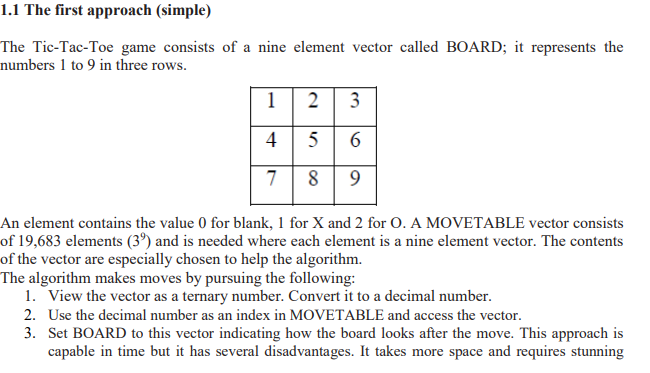 1.1 The first approach (simple)
The Tic-Tac-Toe game consists of a nine element vector called BOARD; it represents the
numbers 1 to 9 in three rows.
1 2 3
4 5 6
7 8 9
An element contains the value 0 for blank, 1 for X and 2 for O. A MOVETABLE vector consists
of 19,683 elements (3⁹) and is needed where each element is a nine element vector. The contents
of the vector are especially chosen to help the algorithm.
The algorithm makes moves by pursuing the following:
1. View the vector as a ternary number. Convert it to a decimal number.
2. Use the decimal number as an index in MOVETABLE and access the vector.
3. Set BOARD to this vector indicating how the board looks after the move. This approach is
capable in time but it has several disadvantages. It takes more space and requires stunning